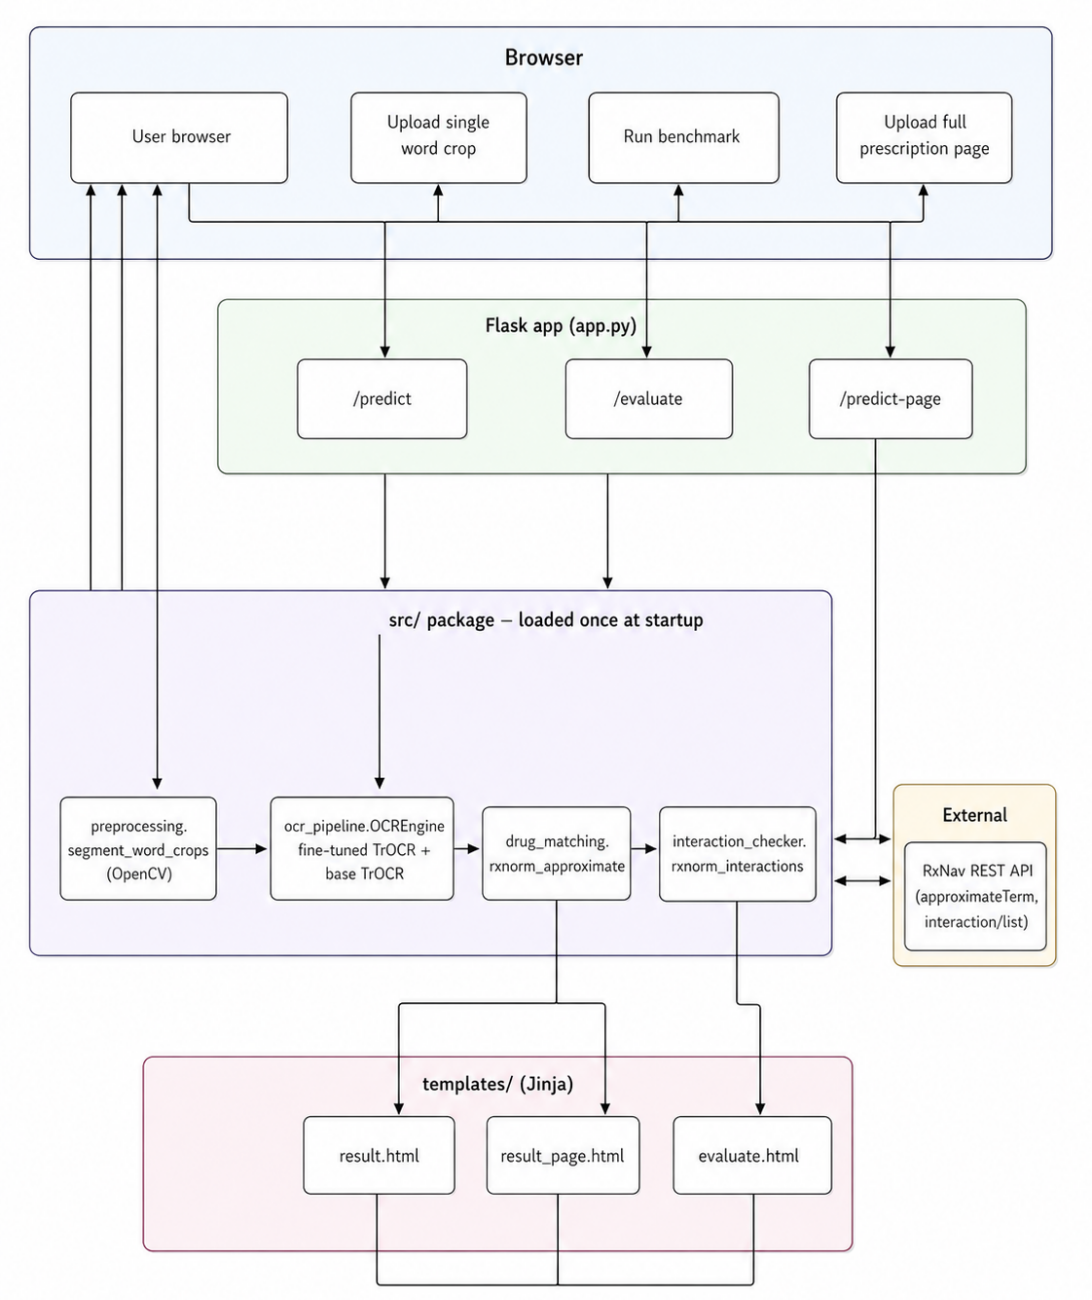 Browser
User browser
Upload single
word crop
Run benchmark
Upload full
prescription page
Flask app (app.py)
/predict
/evaluate
/predict-page
src/ package – loaded once at startup
preprocessing.
segment_word_crops
(OpenCV)
ocr_pipeline.OCREngine
fine-tuned TrOCR +
base TrOCR
drug_matching.
rxnorm_approximate
interaction_checker.
rxnorm_interactions
External
RxNav REST API
(approximateTerm,
interaction/list)
templates/ (Jinja)
result.html
result_page.html
evaluate.html